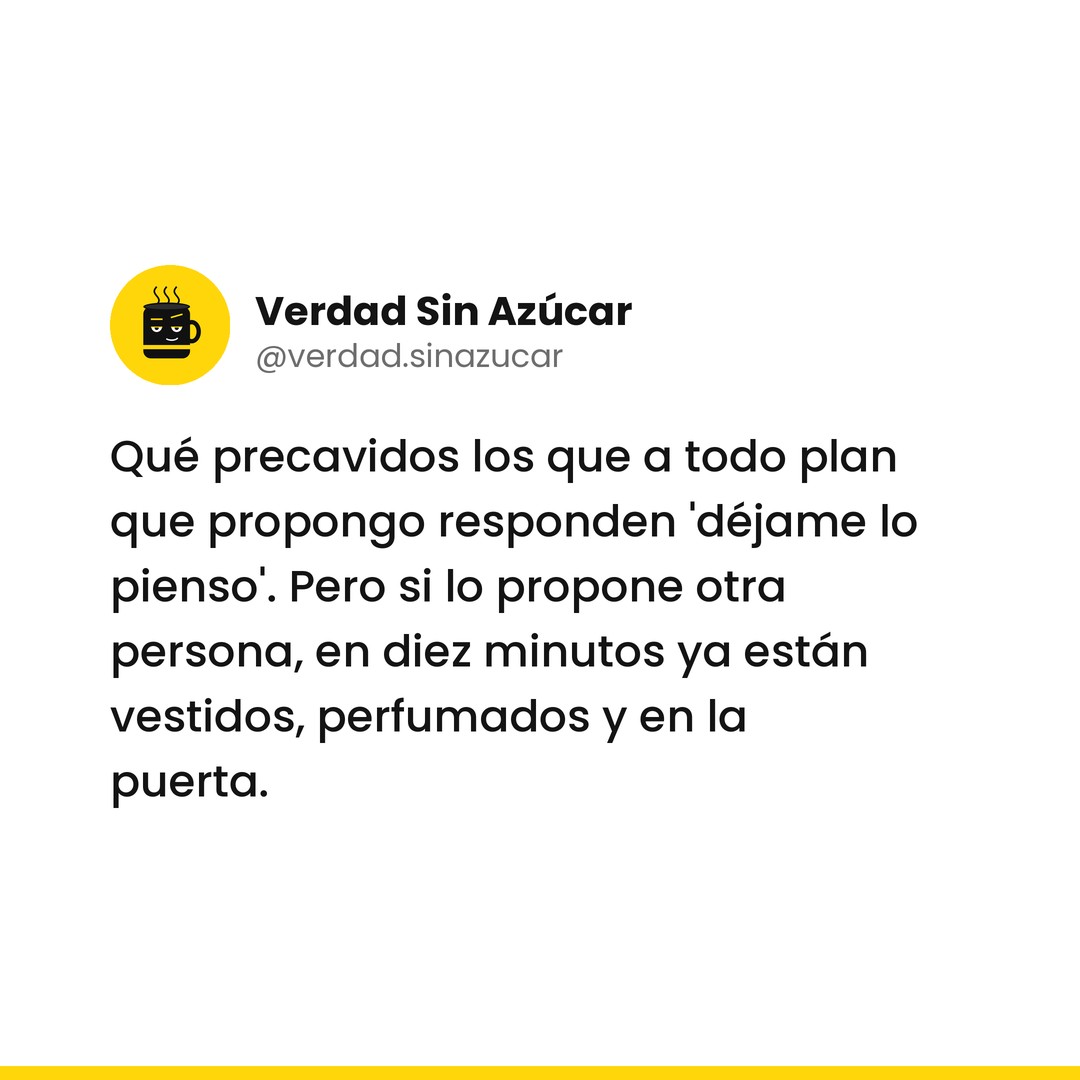 Verdad Sin Azúcar
@verdad.sinazucar
Qué precavidos los que a todo plan
que propongo responden 'déjame lo
pienso'. Pero si lo propone otra
persona, en diez minutos ya están
vestidos, perfumados y en la
puerta.